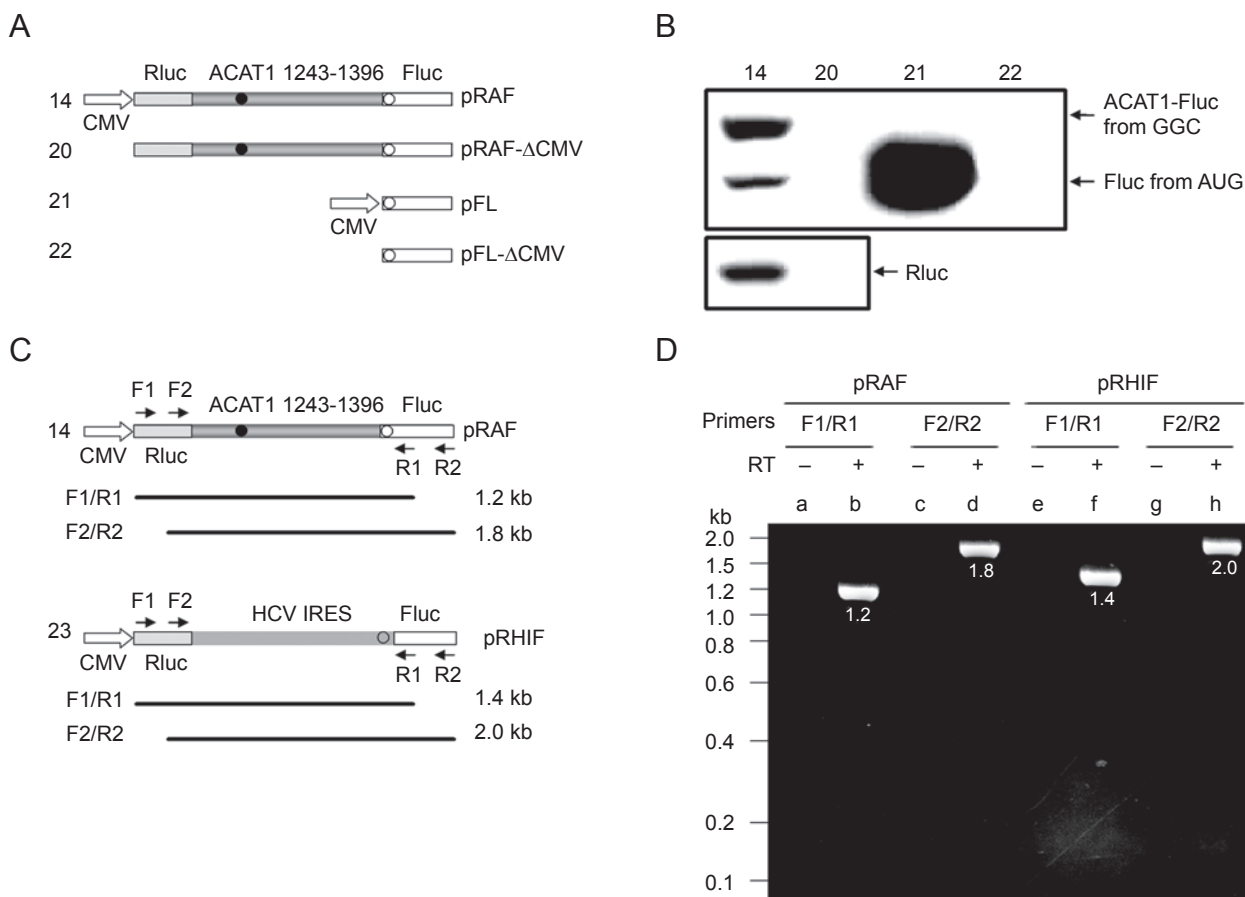 A
Rluc ACAT1 1243-1396 Fluc
14 pRAF
CMV
20 pRAF-ΔCMV
21 pFL
CMV
22 pFL-ΔCMV
B
14 20 21 22
ACAT1-Fluc
from GGC
Fluc from AUG
Rluc
C
F1 F2 ACAT1 1243-1396 Fluc
14 pRAF
CMV Rluc R1 R2
F1/R1 1.2 kb
F2/R2 1.8 kb
F1 F2 HCV IRES Fluc
23 pRHIF
CMV Rluc R1 R2
F1/R1 1.4 kb
F2/R2 2.0 kb
D
pRAF pRHIF
Primers F1/R1 F2/R2 F1/R1 F2/R2
RT – + – + – + – +
kb a b c d e f g h
2.0
1.5
1.2
1.0
0.8
0.6
0.4
0.2
0.1
1.2 1.8 1.4 2.0